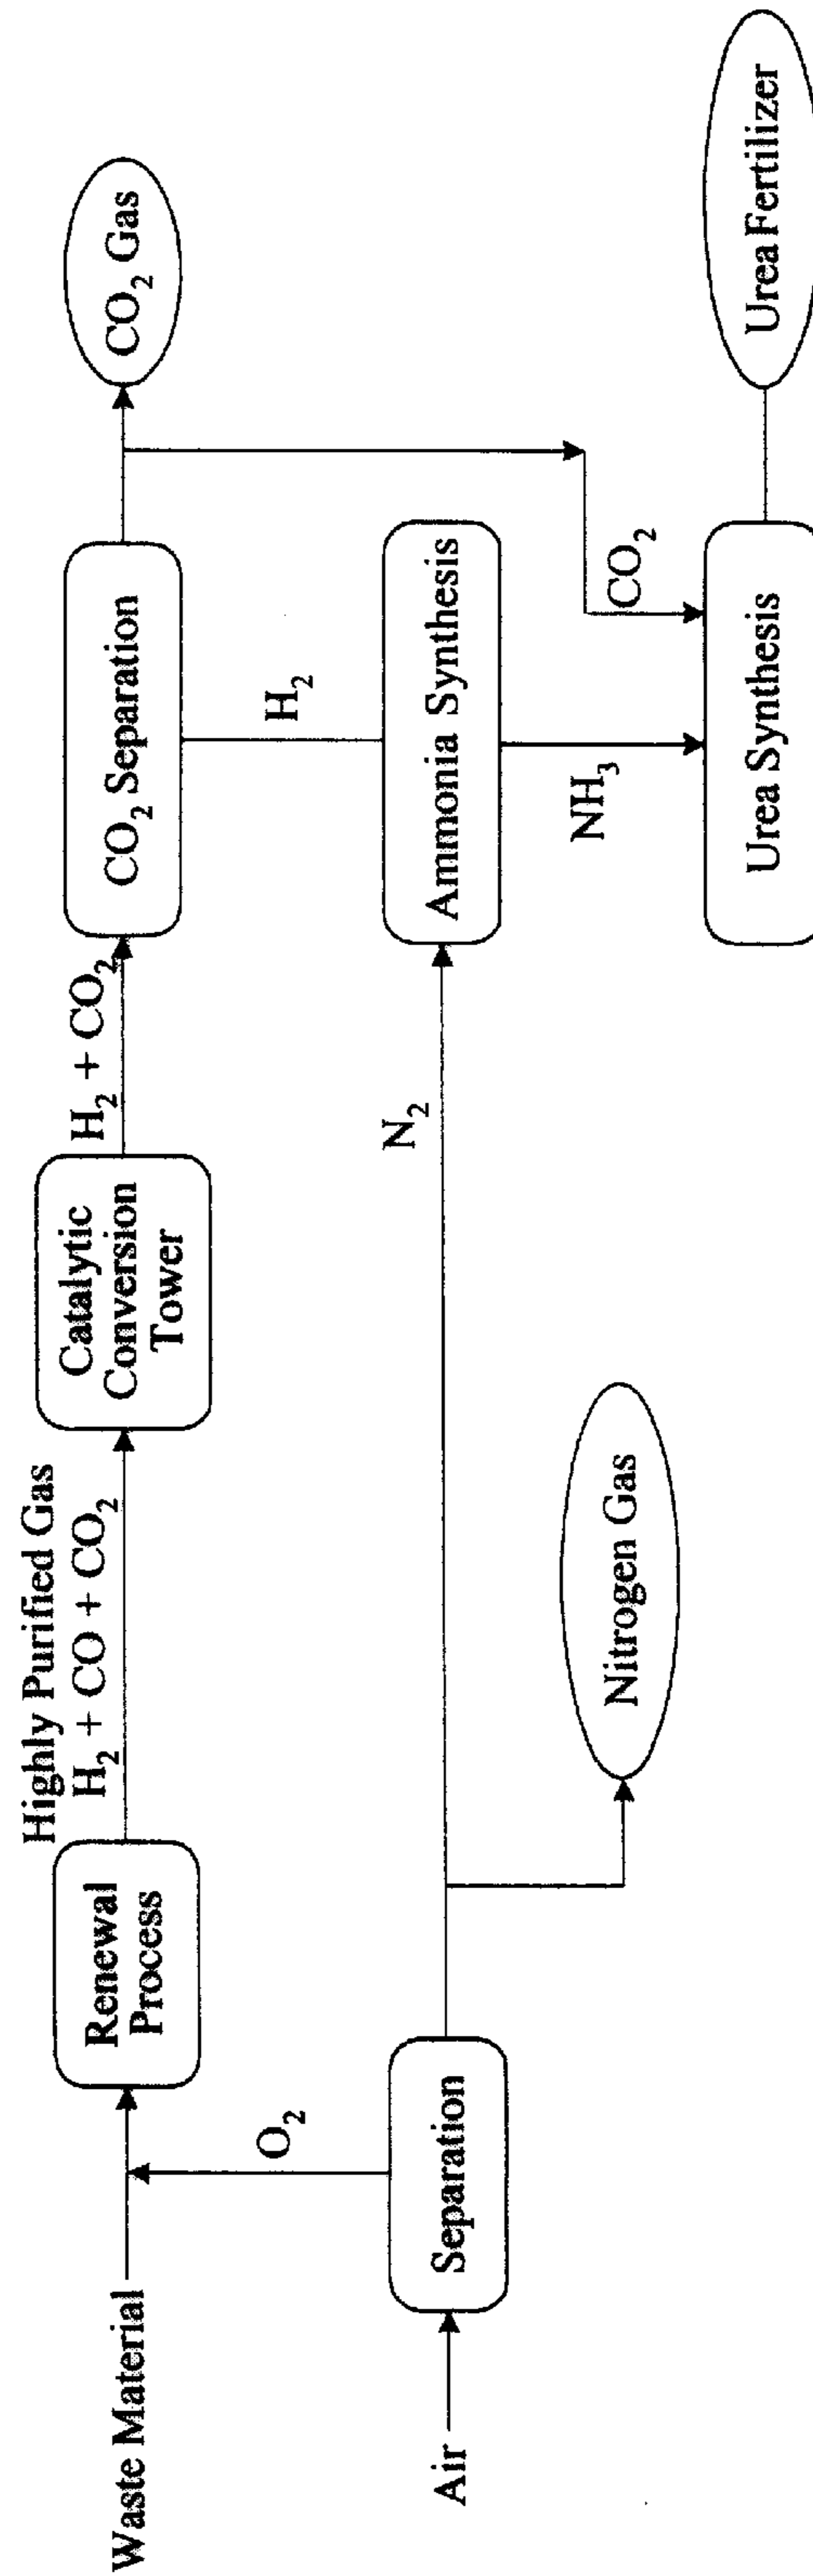 Waste Material
Renewal
Process
Highly Purified Gas
H₂ + CO + CO₂
Catalytic
Conversion
Tower
H₂ + CO₂
CO₂ Separation
CO₂ Gas
O₂
H₂
Air
Separation
N₂
Ammonia Synthesis
Nitrogen Gas
NH₃
CO₂
Urea Synthesis
Urea Fertilizer